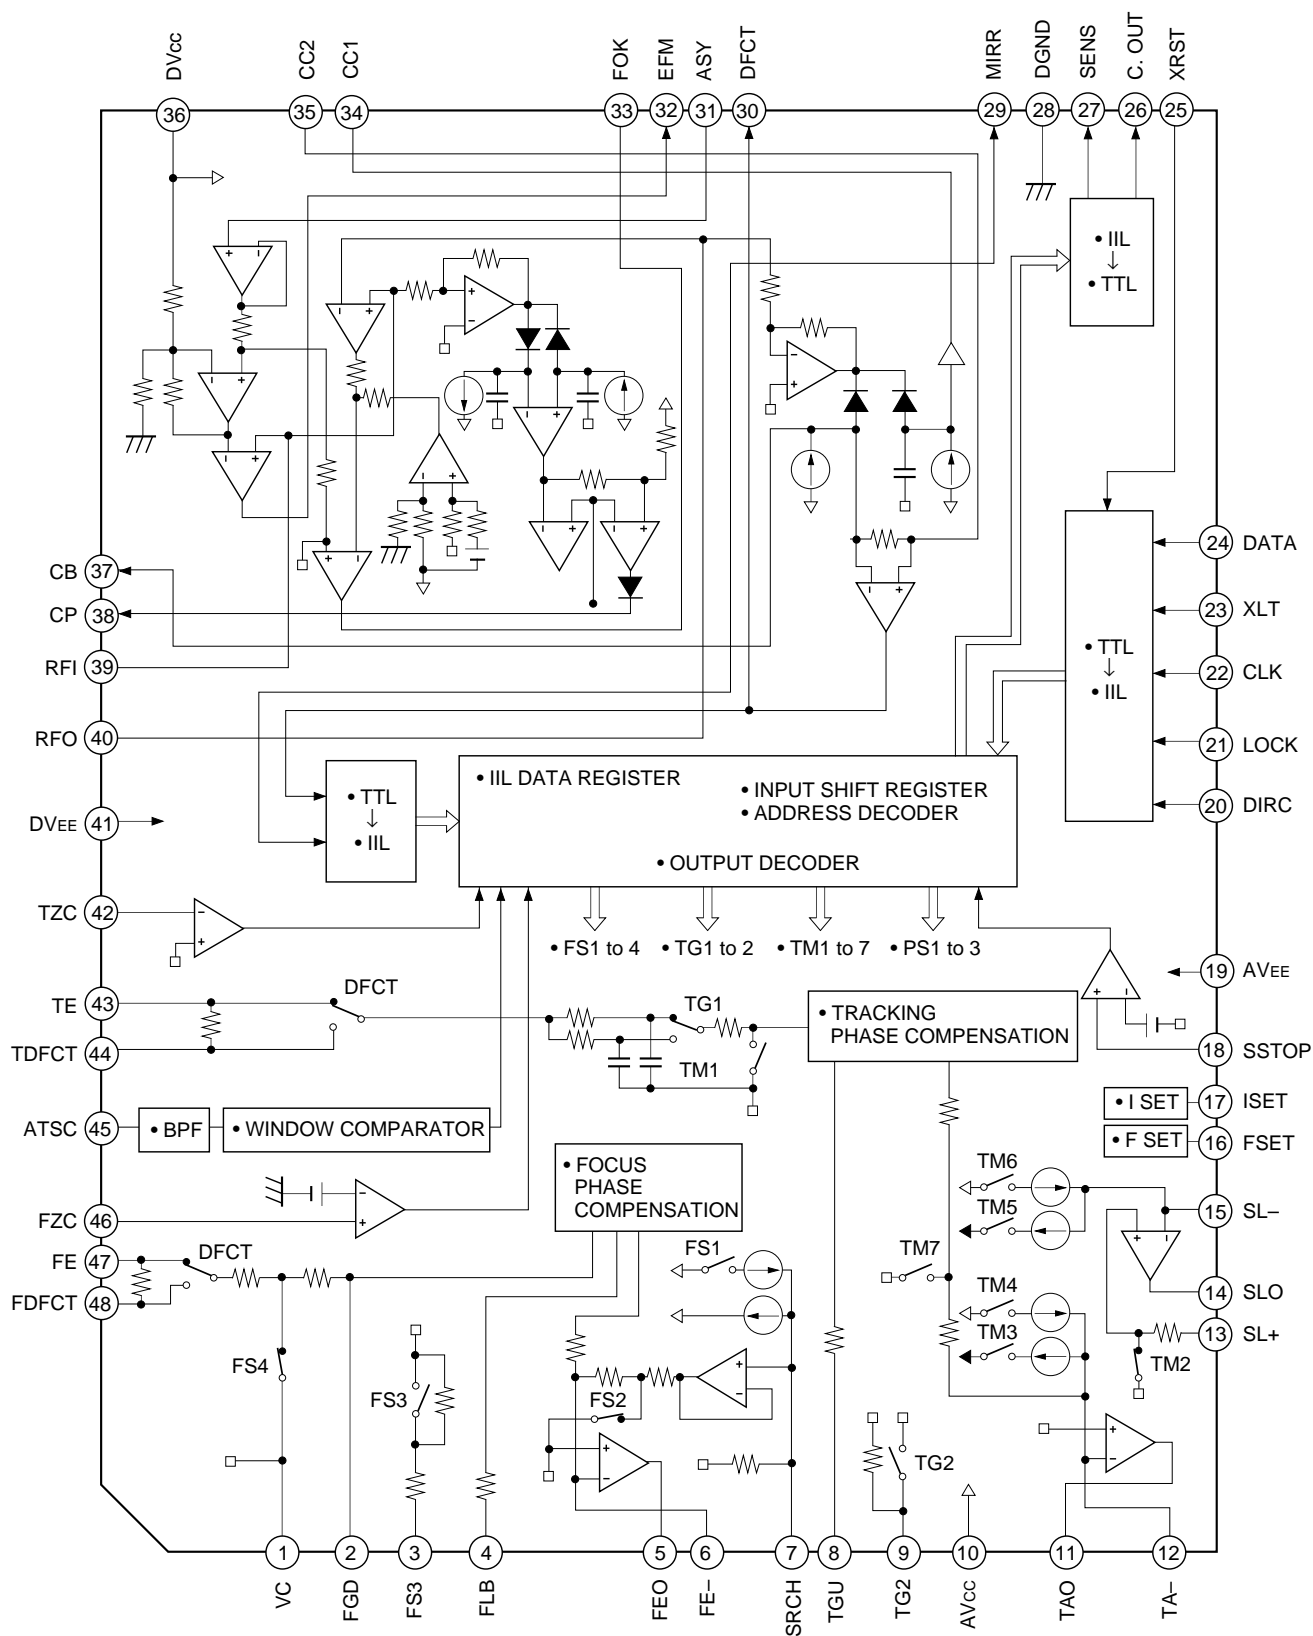 DVcc
CC2
CC1
FOK
EFM
ASY
DFCT
MIRR
DGND
SENS
C. OUT
XRST
36
35
34
33
32
31
30
29
28
27
26
25
+ −
• IIL
↓
• TTL
− +
+
−
−
+
− +
− +
− +
− +
− +
− +
− +
+ −
− +
CB 37
CP 38
RFI 39
RFO 40
DVEE 41
24 DATA
23 XLT
22 CLK
21 LOCK
20 DIRC
• TTL
↓
• IIL
• TTL
↓
• IIL
• IIL DATA REGISTER
• INPUT SHIFT REGISTER
• ADDRESS DECODER
• OUTPUT DECODER
• FS1 to 4
• TG1 to 2
• TM1 to 7
• PS1 to 3
TZC 42
−
+
TE 43
DFCT
TDFCT 44
TG1
TM1
• TRACKING
PHASE COMPENSATION
+ −
19 AVEE
18 SSTOP
ATSC 45
• BPF
• WINDOW COMPARATOR
• I SET
17 ISET
• F SET
16 FSET
• FOCUS
PHASE
COMPENSATION
FZC 46
−
+
FE 47
DFCT
FDFCT 48
FS4
FS3
FS1
FS2
+
−
+
−
TM6
TM5
TM7
TM4
TM3
+ −
TM2
15 SL−
14 SLO
13 SL+
TG2
+
−
1
2
3
4
5
6
7
8
9
10
11
12
VC
FGD
FS3
FLB
FEO
FE−
SRCH
TGU
TG2
AVcc
TAO
TA−